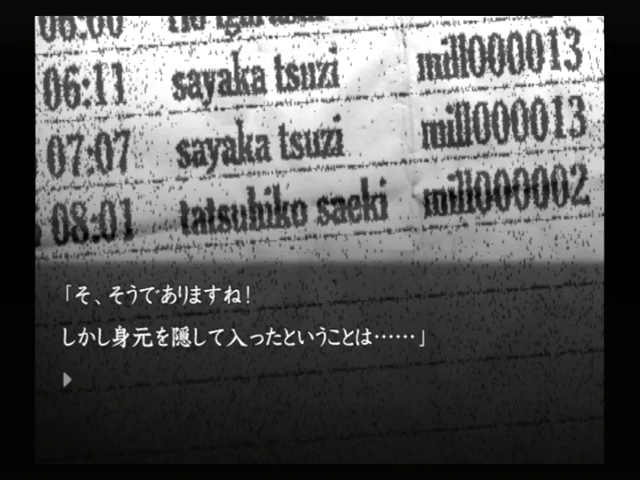 06:00
06:11 sayaka tsuzi mill000013
07:07 sayaka tsuzi mill000013
08:01 tatsuhiko saeki mill000002
「そ、そうでありますね!
しかし身元を隠して入ったということは……」